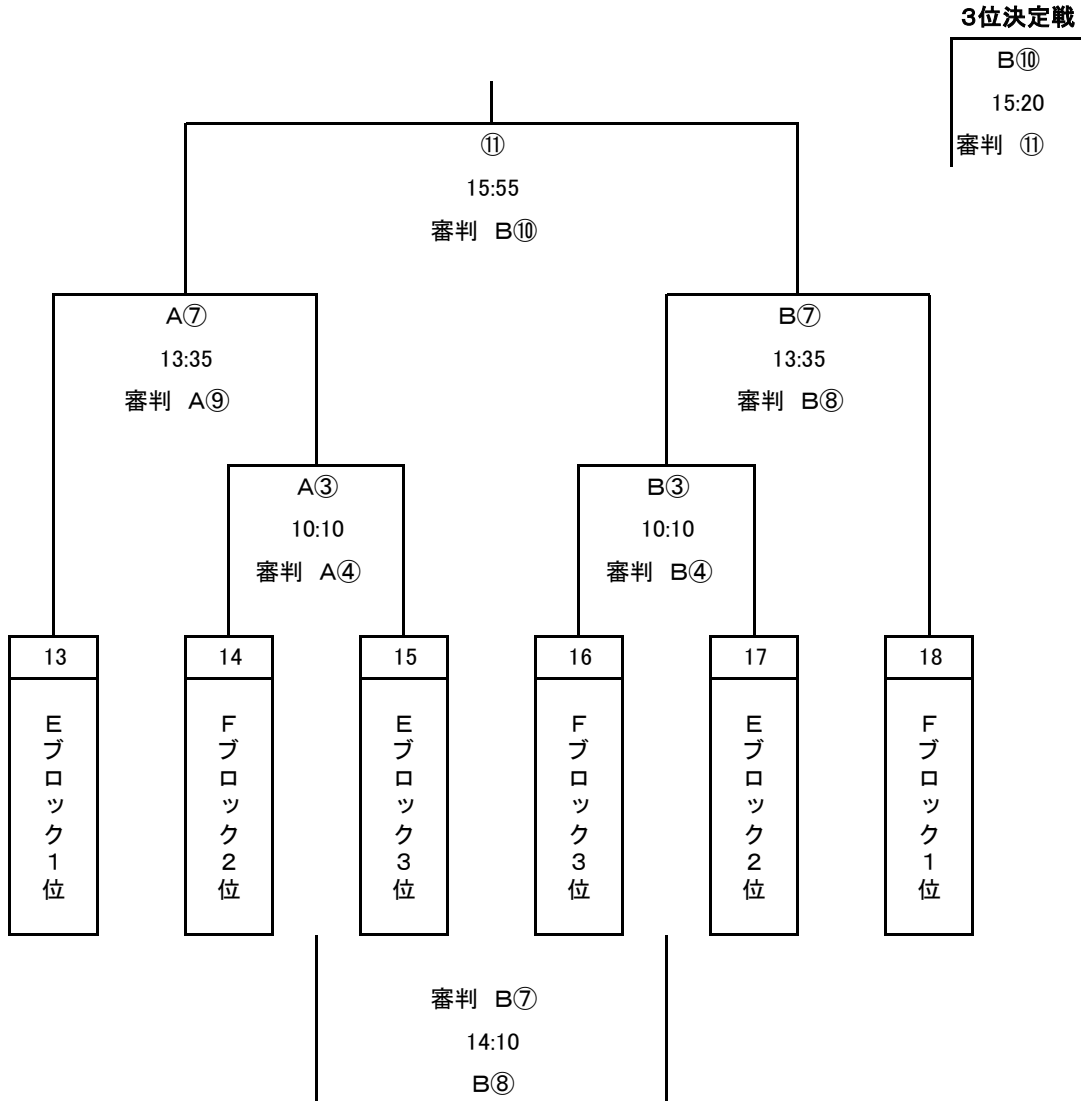 3位決定戦
B⑩
15:20
審判 ⑪
⑪
15:55
審判 B⑩
A⑦
13:35
審判 A⑨
B⑦
13:35
審判 B⑧
A③
10:10
審判 A④
B③
10:10
審判 B④
13
14
15
16
17
18
Eブロック1位
Fブロック2位
Eブロック3位
Fブロック3位
Eブロック2位
Fブロック1位
審判 B⑦
14:10
B⑧